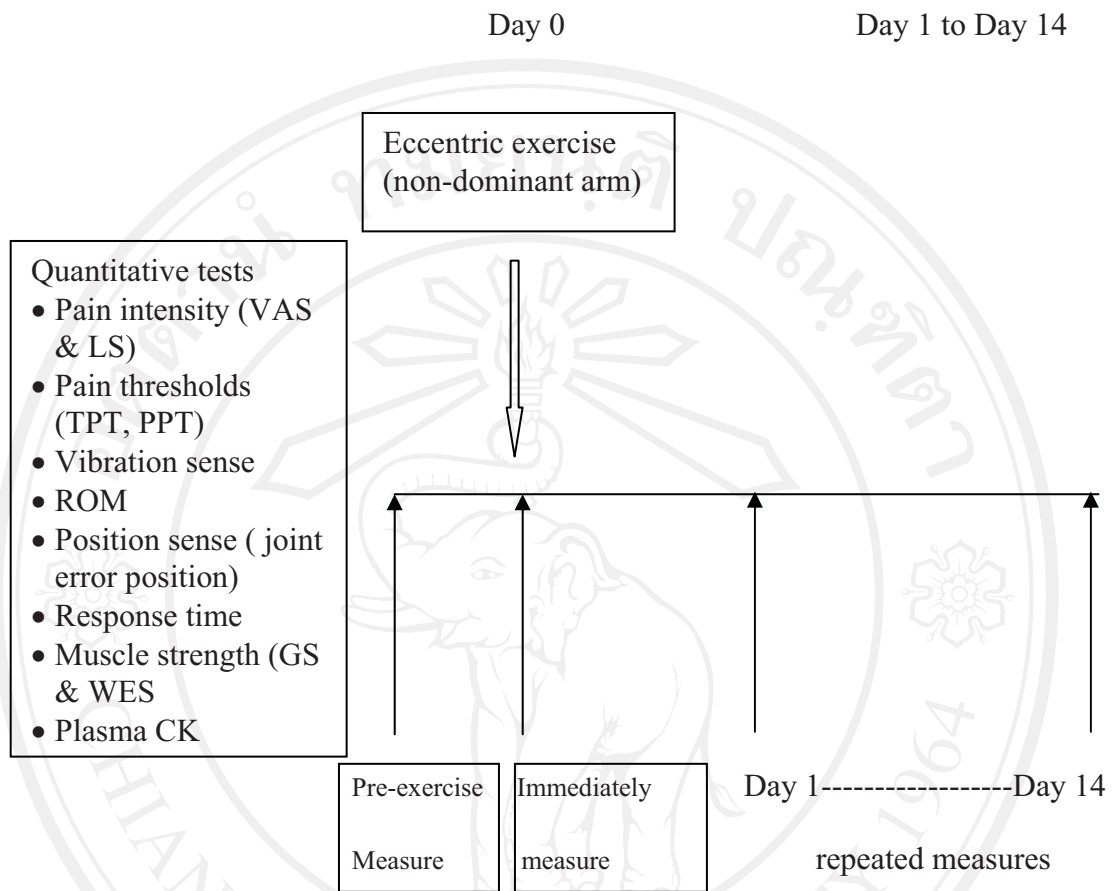 Day 0
Day 1 to Day 14
Eccentric exercise
(non-dominant arm)
Quantitative tests
• Pain intensity (VAS
& LS)
• Pain thresholds
(TPT, PPT)
• Vibration sense
• ROM
• Position sense ( joint
error position)
• Response time
• Muscle strength (GS
& WES
• Plasma CK
Pre-exercise
Measure
Immediately
measure
Day 1------------------Day 14
repeated measures
1964